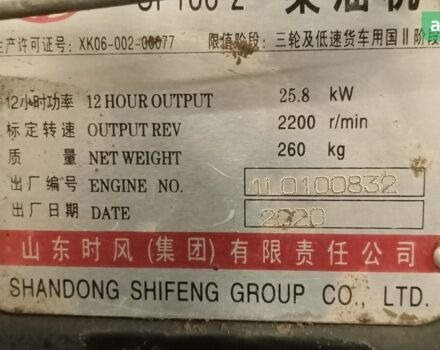 SF100-2 柴油机
生产许可证号: XK06-002-00077 限值阶段: 三轮及低速货车用国Ⅱ阶段
12小时功率 12 HOUR OUTPUT 25.8 kW
标定转速 OUTPUT REV 2200 r/min
质 量 NET WEIGHT 260 kg
出厂编号 ENGINE NO. 1L0100832
出厂日期 DATE 2020
山东时风(集团)有限责任公司
SHANDONG SHIFENG GROUP CO., LTD.